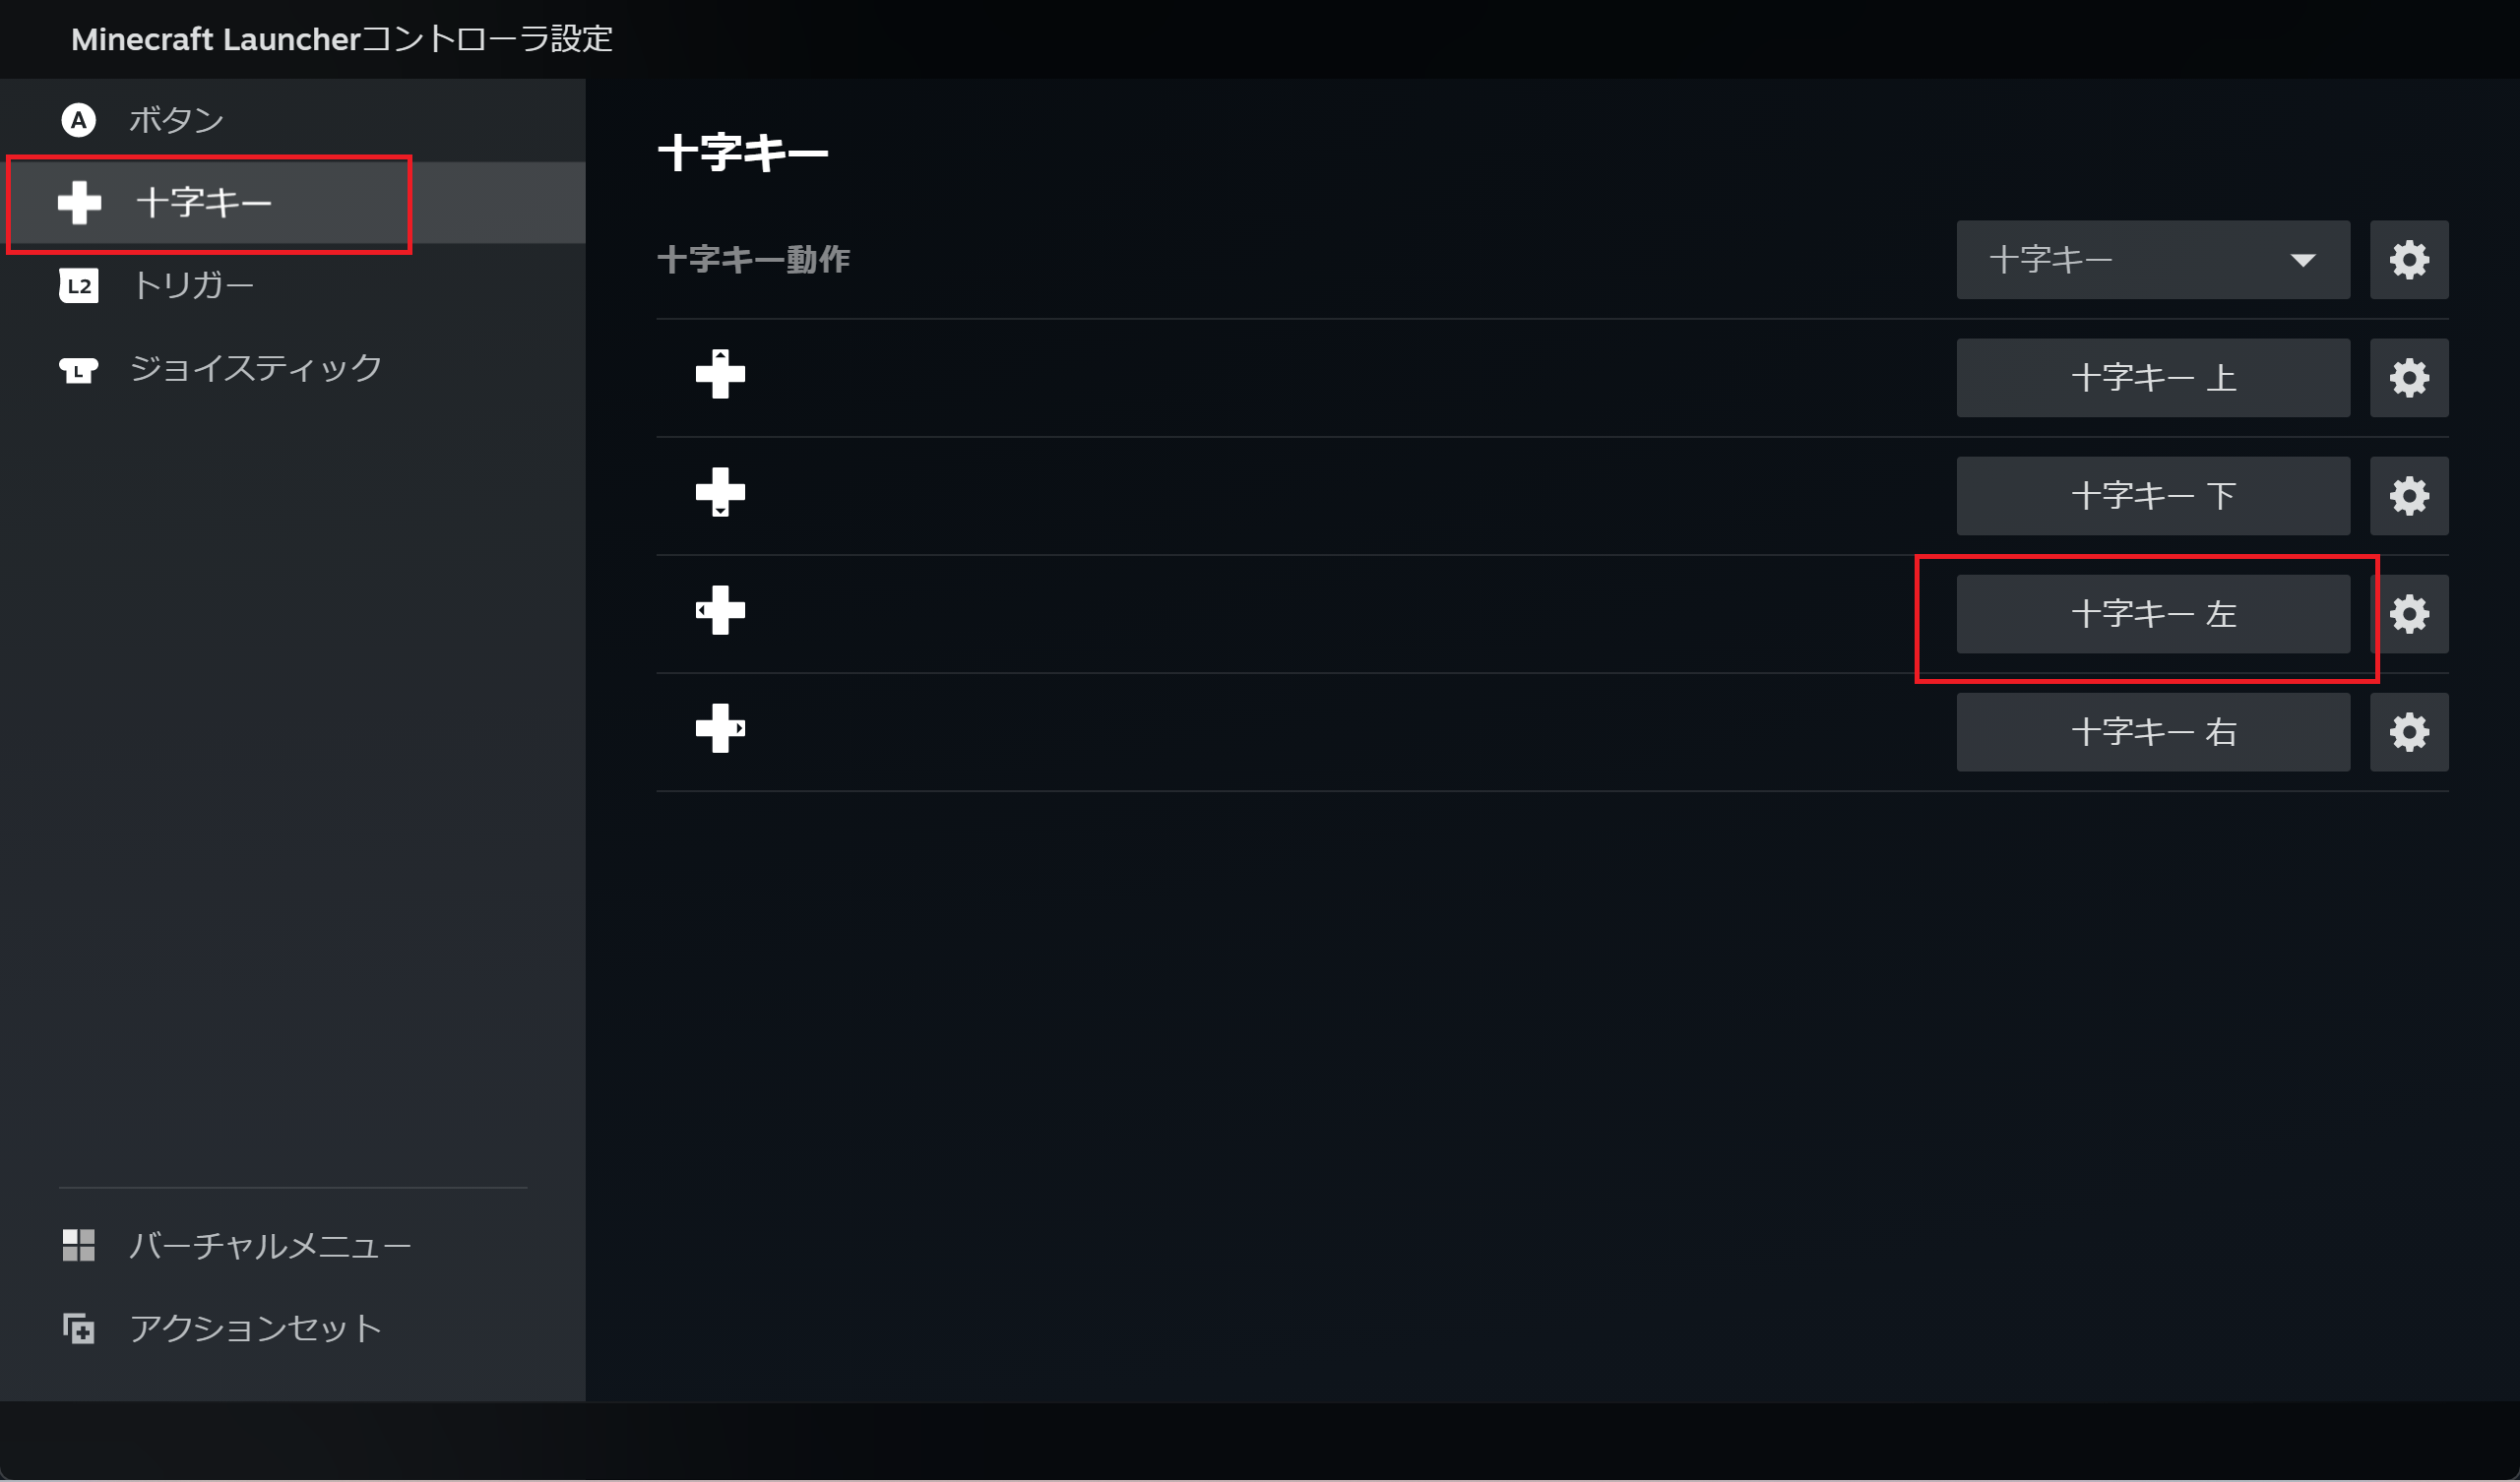 Minecraft Launcherコントローラ設定
A ボタン
十字キー
L2 トリガー
L ジョイスティック
バーチャルメニュー
アクションセット
十字キー
十字キー動作 十字キー
十字キー 上
十字キー 下
十字キー 左
十字キー 右